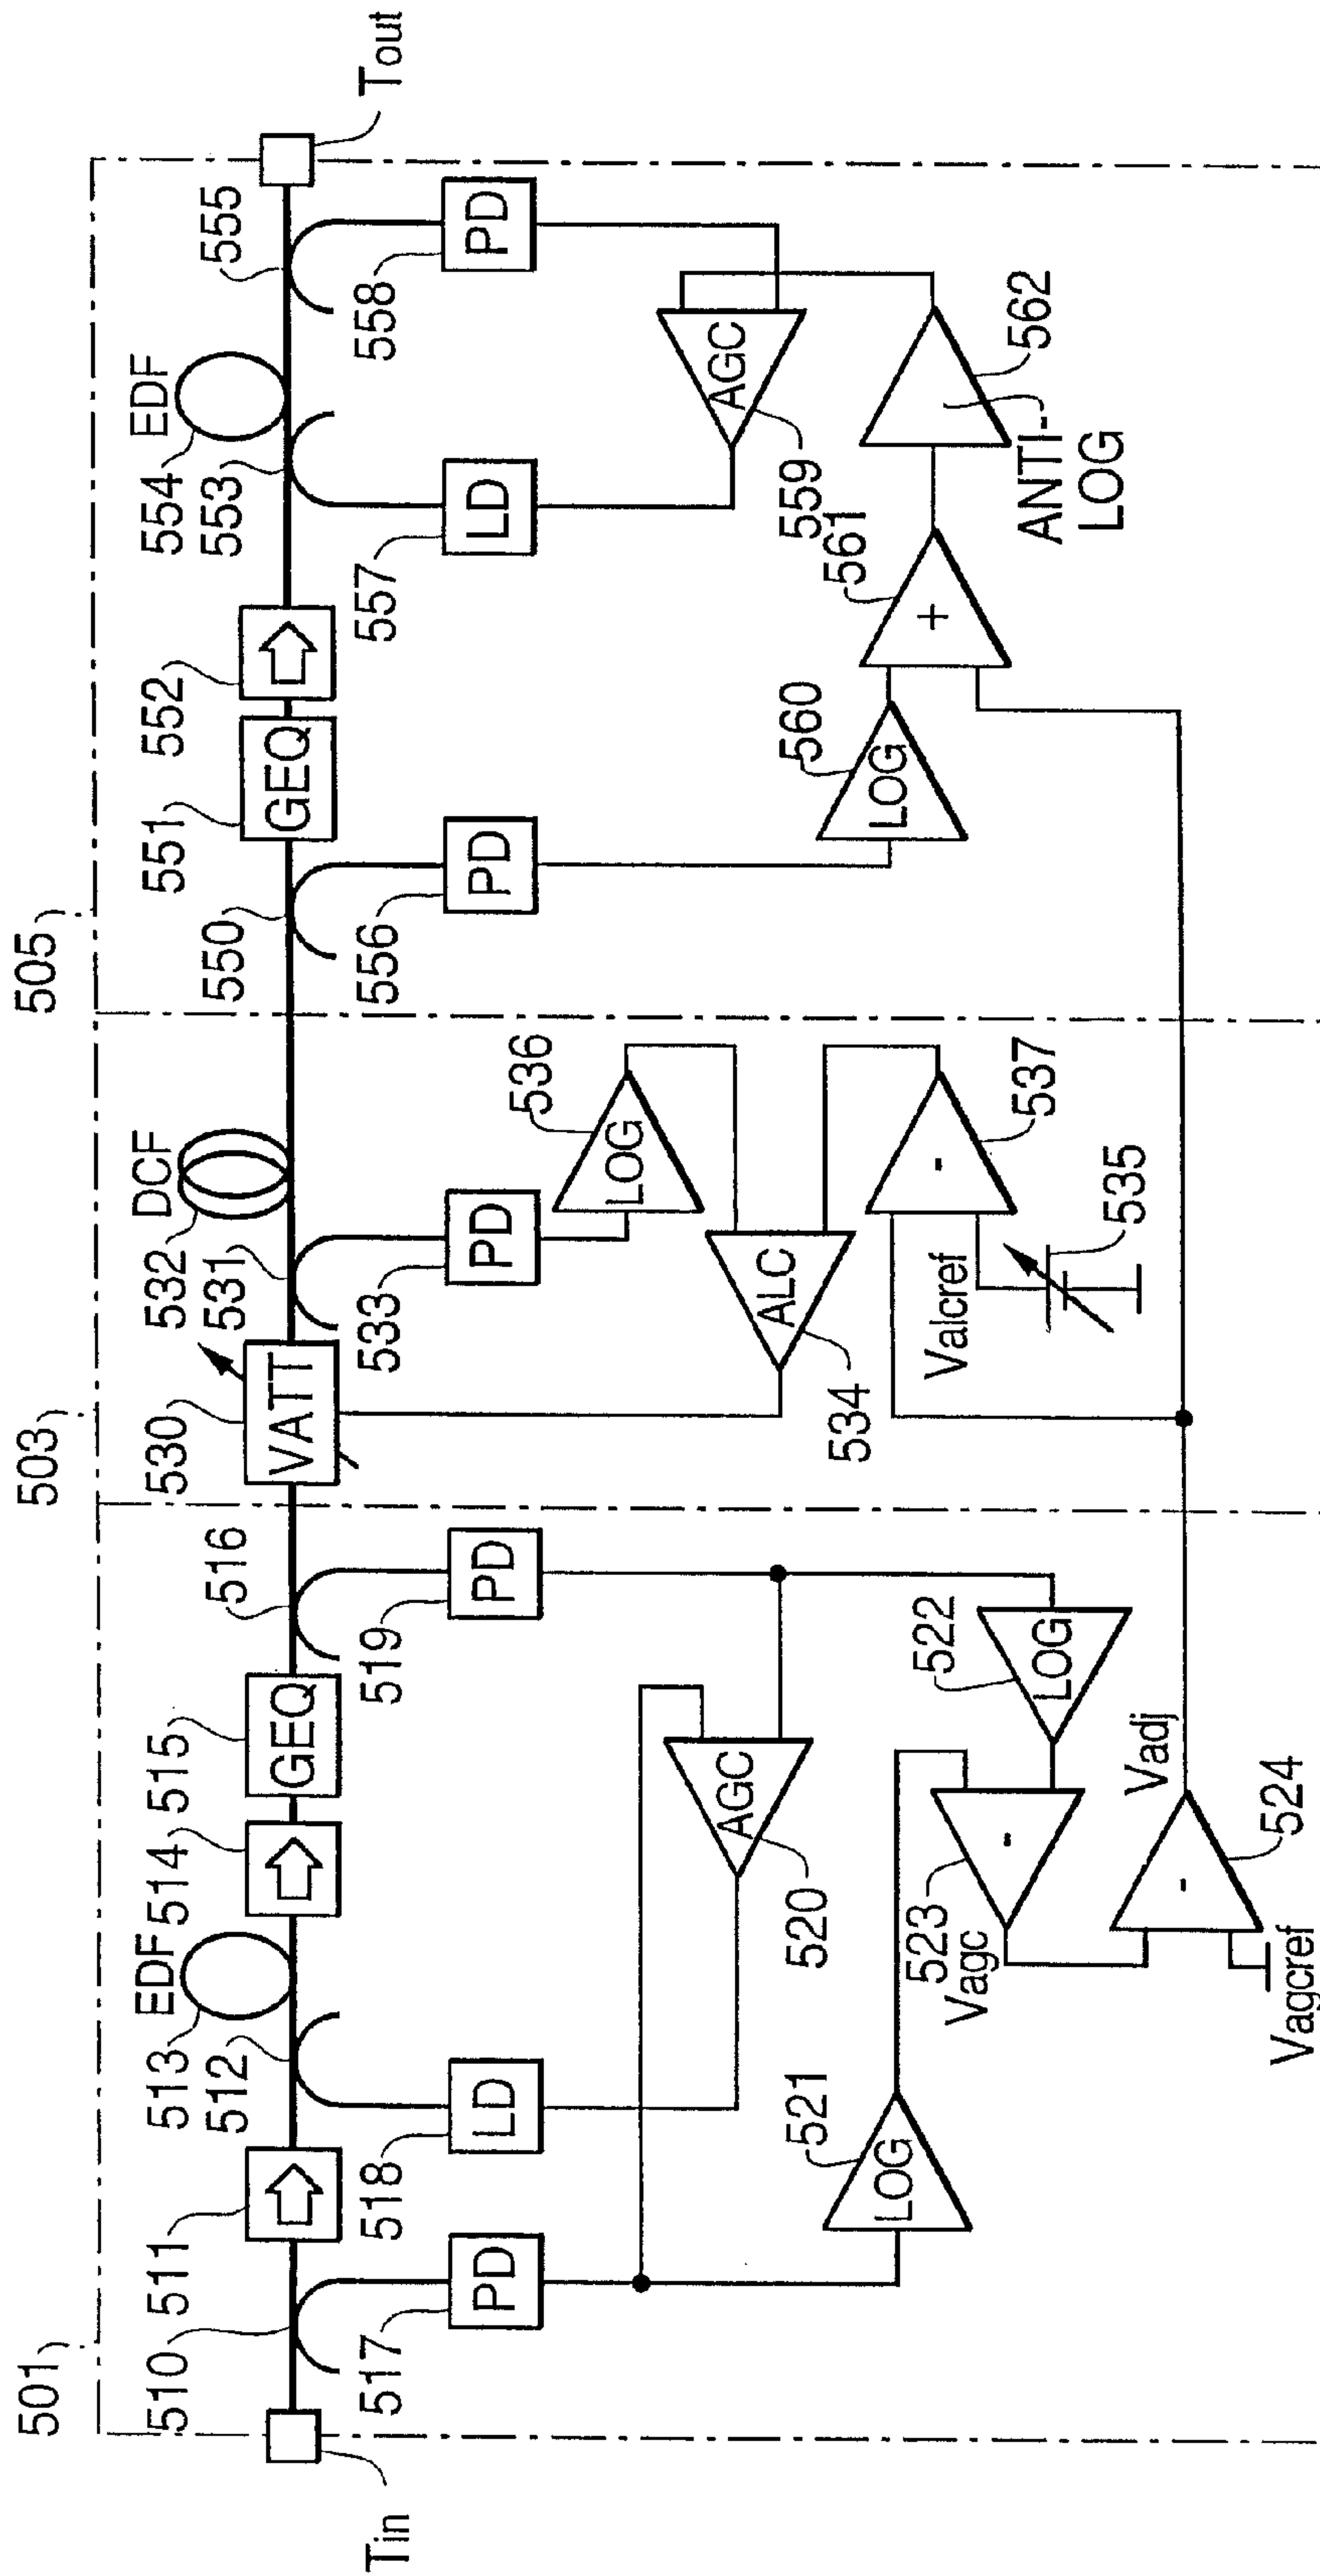 501
503
505
Tin
510
511
512
513
EDF
514
515
GEQ
516
517
PD
518
LD
519
PD
AGC
520
521
LOG
522
LOG
523
-
Vagc
524
-
Vadj
Vagcref
530
VATT
531
532
DCF
533
PD
534
ALC
535
Valcref
536
LOG
537
-
550
551
GEQ
552
553
554
EDF
555
556
PD
557
LD
558
PD
559
AGC
560
LOG
561
+
562
ANTI-
LOG
Tout